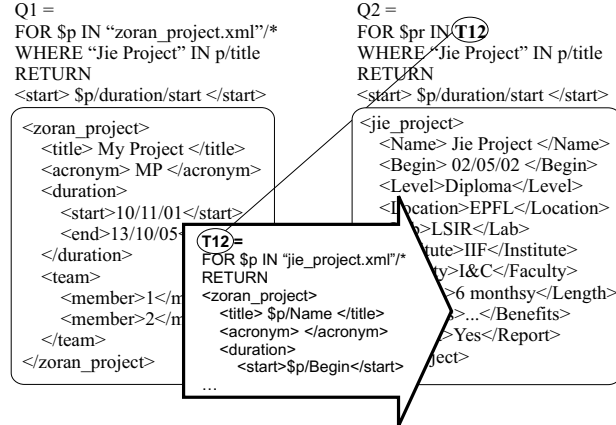 Q1 =
FOR $p IN “zoran_project.xml”/*
WHERE “Jie Project” IN p/title
RETURN
<start> $p/duration/start </start>
<zoran_project>
<title> My Project </title>
<acronym> MP </acronym>
<duration>
<start>10/11/01</start>
<end>13/10/05<
</duration>
<team>
<member>1</m
<member>2</m
</team>
</zoran_project>
Q2 =
FOR $pr IN T12
WHERE “Jie Project” IN p/title
RETURN
<start> $p/duration/start </start>
<jie_project>
<Name> Jie Project </Name>
<Begin> 02/05/02 </Begin>
<Level>Diploma</Level>
<Location>EPFL</Location>
>LSIR</Lab>
tute>IIF</Institute>
ty>I&C</Faculty>
>6 monthsy</Length>
s>...</Benefits>
>Yes</Report>
ject>
T12=
FOR $p IN “jie_project.xml”/*
RETURN
<zoran_project>
<title> $p/Name </title>
<acronym> </acronym>
<duration>
<start>$p/Begin</start>
…